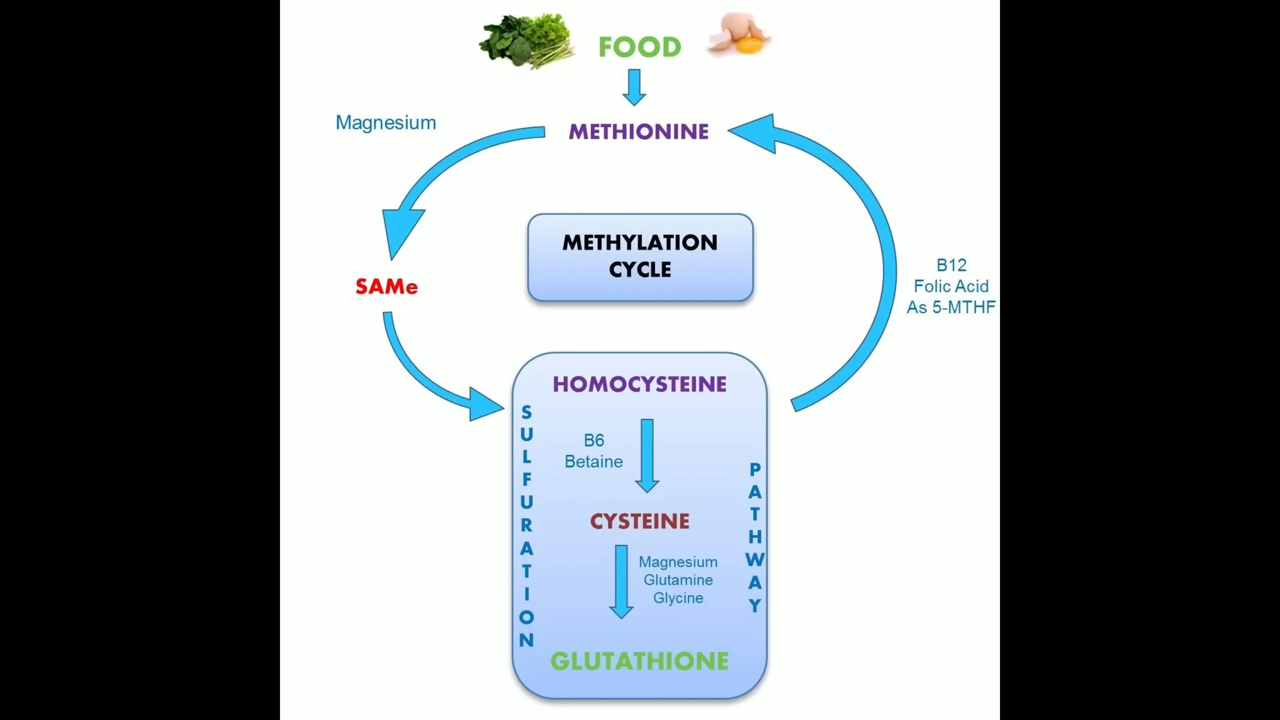 FOOD
Magnesium
METHIONINE
METHYLATION
CYCLE
SAMe
B12
Folic Acid
As 5-MTHF
HOMOCYSTEINE
SULFURATION
B6
Betaine
PATHWAY
CYSTEINE
Magnesium
Glutamine
Glycine
GLUTATHIONE